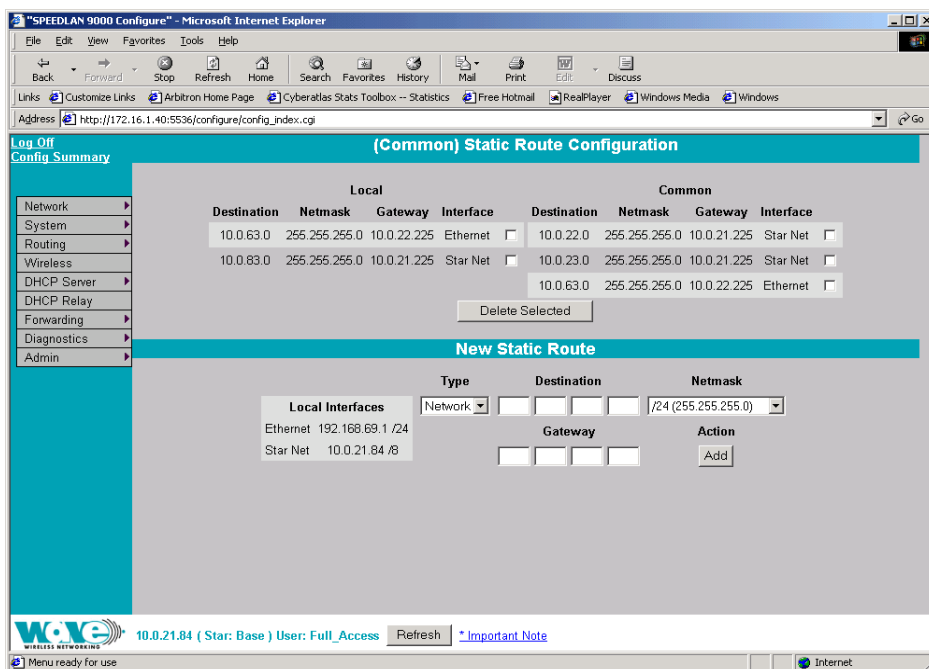 "SPEEDLAN 9000 Configure" - Microsoft Internet Explorer
File Edit View Favorites Tools Help
Back Forward Stop Refresh Home Search Favorites History Mail Print Edit Discuss
Links Customize Links Arbitron Home Page Cyberatlas Stats Toolbox -- Statistics Free Hotmail RealPlayer Windows Media Windows
Address http://172.16.1.40:5536/configure/config_index.cgi Go
Log Off
Config Summary
(Common) Static Route Configuration
Network
System
Routing
Wireless
DHCP Server
DHCP Relay
Forwarding
Diagnostics
Admin
Local
Destination Netmask Gateway Interface
10.0.63.0 255.255.255.0 10.0.22.225 Ethernet
10.0.83.0 255.255.255.0 10.0.21.225 Star Net
Common
Destination Netmask Gateway Interface
10.0.22.0 255.255.255.0 10.0.21.225 Star Net
10.0.23.0 255.255.255.0 10.0.21.225 Star Net
10.0.63.0 255.255.255.0 10.0.22.225 Ethernet
Delete Selected
New Static Route
Local Interfaces
Ethernet 192.168.69.1 /24
Star Net 10.0.21.84 /8
Type Destination Netmask
Network /24 (255.255.255.0)
Gateway Action
Add
WAVE
WIRELESS NETWORKING
10.0.21.84 ( Star: Base ) User: Full_Access Refresh * Important Note
Menu ready for use Internet